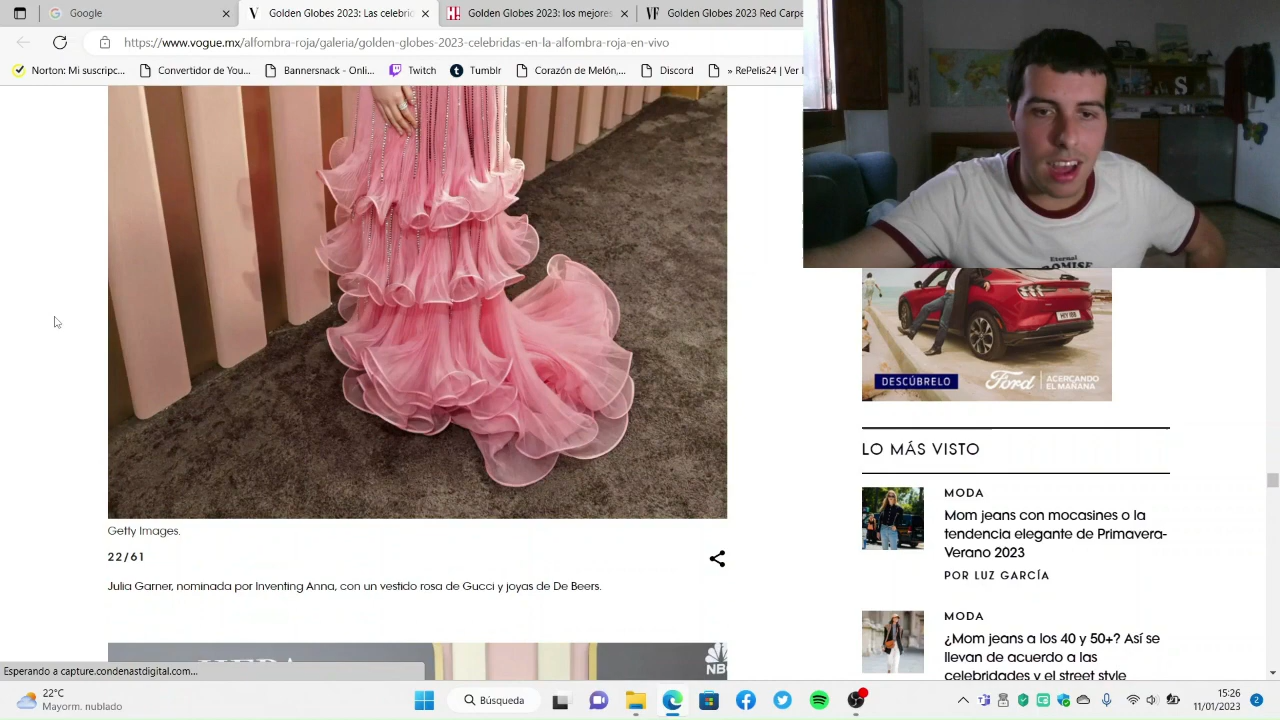 Google
Golden Globes 2023: Las celebri
Golden Globes 2023: los mejores
Golden Globes 2023 Red Carpe
https://www.vogue.mx/alfombra-roja/galeria/golden-globes-2023-celebridas-en-la-alfombra-roja-en-vivo
Norton: Mi suscripc...
Convertidor de You...
Bannersnack - Onli...
Twitch
Tumblr
Corazón de Melón,...
Discord
» RePelis24 | Ver
Eternal
PROMISE
DESCÚBRELO
Ford
ACERCANDO
EL MAÑANA
LO MÁS VISTO
MODA
Mom jeans con mocasines o la
tendencia elegante de Primavera-
Verano 2023
POR LUZ GARCÍA
MODA
¿Mom jeans a los 40 y 50+? Así se
llevan de acuerdo a las
celebridades y el street style
Getty Images.
22/61
Julia Garner, nominada por Inventing Anna, con un vestido rosa de Gucci y joyas de De Beers.
NB
Esperando a capture.condenastdigital.com...
22°C
Mayorm. nublado
Búsqueda
15:26
11/01/2023
2